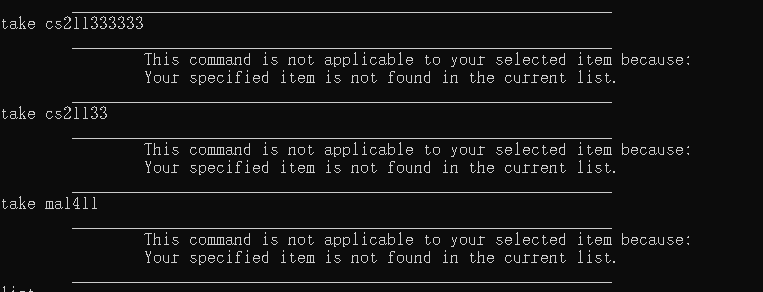 take cs211333333
This command is not applicable to your selected item because:
Your specified item is not found in the current list.
take cs21133
This command is not applicable to your selected item because:
Your specified item is not found in the current list.
take ma1411
This command is not applicable to your selected item because:
Your specified item is not found in the current list.